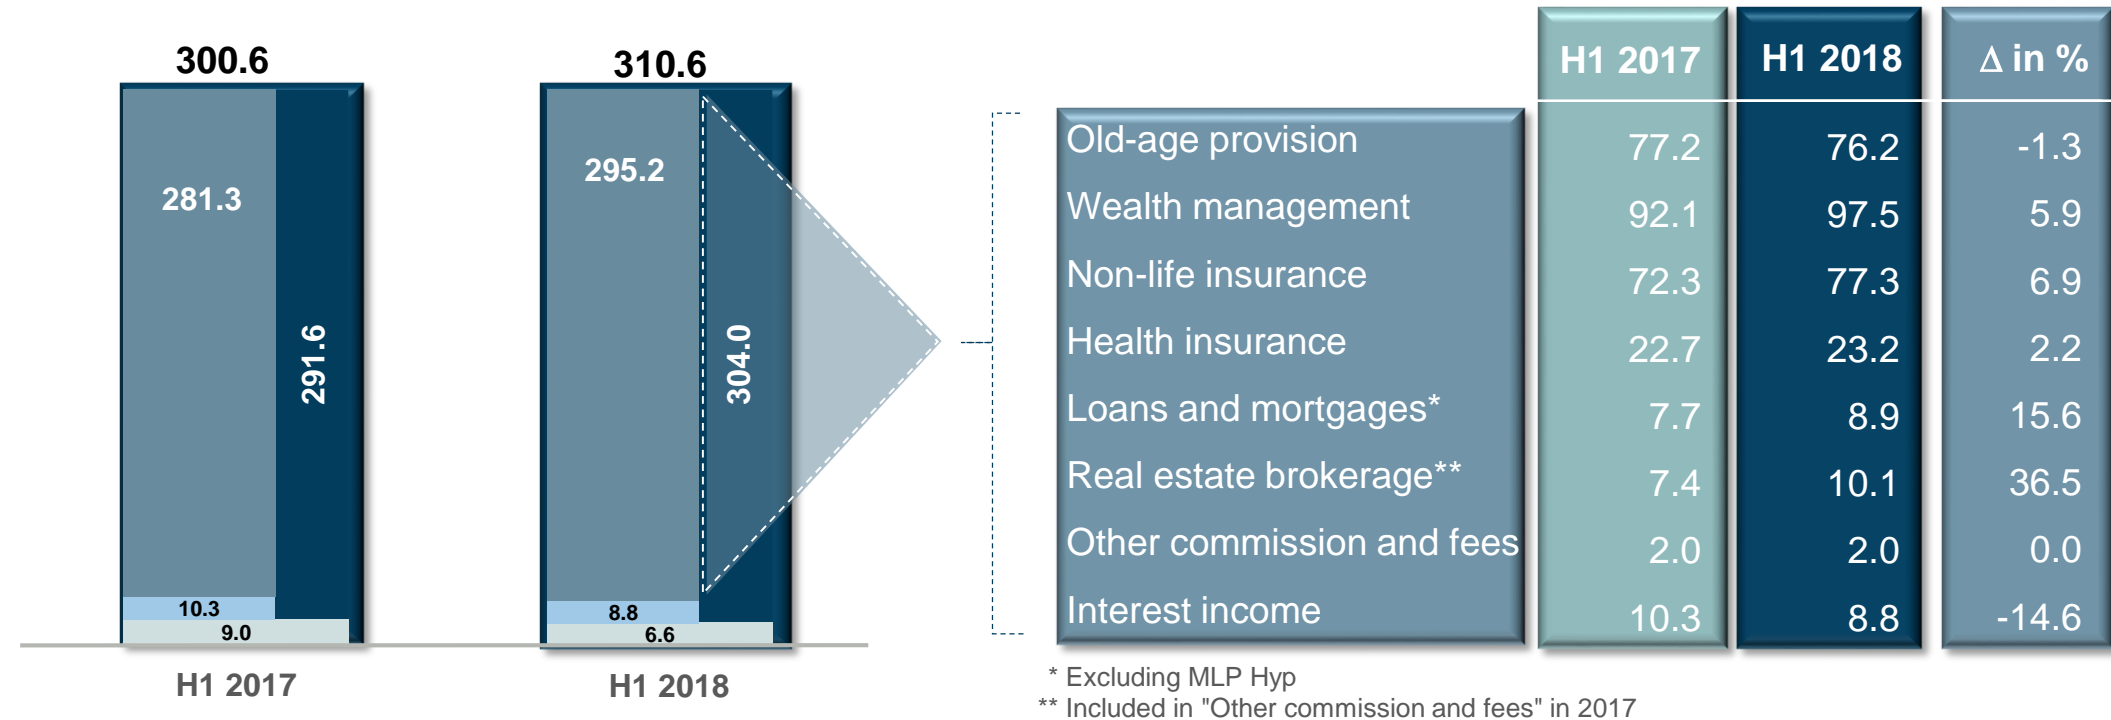 300.6
281.3
291.6
10.3
9.0
H1 2017
310.6
295.2
304.0
8.8
6.6
H1 2018
H1 2017 H1 2018 Δ in %
Old-age provision 77.2 76.2 -1.3
Wealth management 92.1 97.5 5.9
Non-life insurance 72.3 77.3 6.9
Health insurance 22.7 23.2 2.2
Loans and mortgages* 7.7 8.9 15.6
Real estate brokerage** 7.4 10.1 36.5
Other commission and fees 2.0 2.0 0.0
Interest income 10.3 8.8 -14.6
* Excluding MLP Hyp
** Included in "Other commission and fees" in 2017